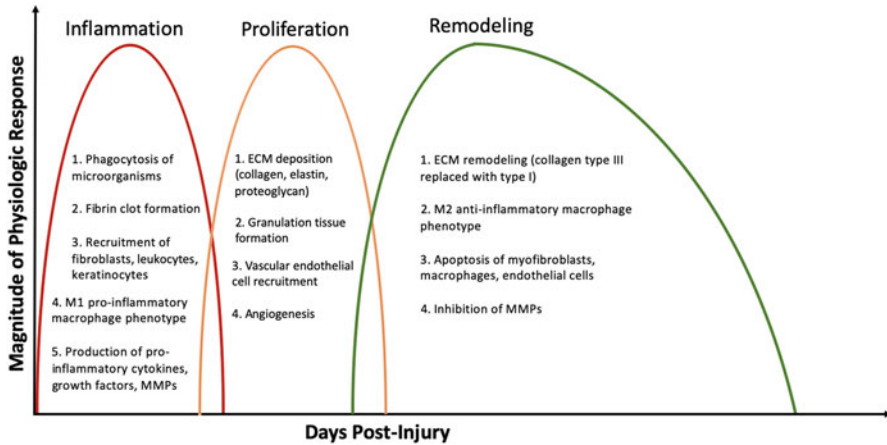 Inflammation
Proliferation
Remodeling
Magnitude of Physiologic Response
1. Phagocytosis of
microorganisms
2. Fibrin clot formation
3. Recruitment of
fibroblasts, leukocytes,
keratinocytes
4. M1 pro-inflammatory
macrophage phenotype
5. Production of pro-
inflammatory cytokines,
growth factors, MMPs
1. ECM deposition
(collagen, elastin,
proteoglycan)
2. Granulation tissue
formation
3. Vascular endothelial
cell recruitment
4. Angiogenesis
1. ECM remodeling (collagen type III
replaced with type I)
2. M2 anti-inflammatory macrophage
phenotype
3. Apoptosis of myofibroblasts,
macrophages, endothelial cells
4. Inhibition of MMPs
Days Post-Injury